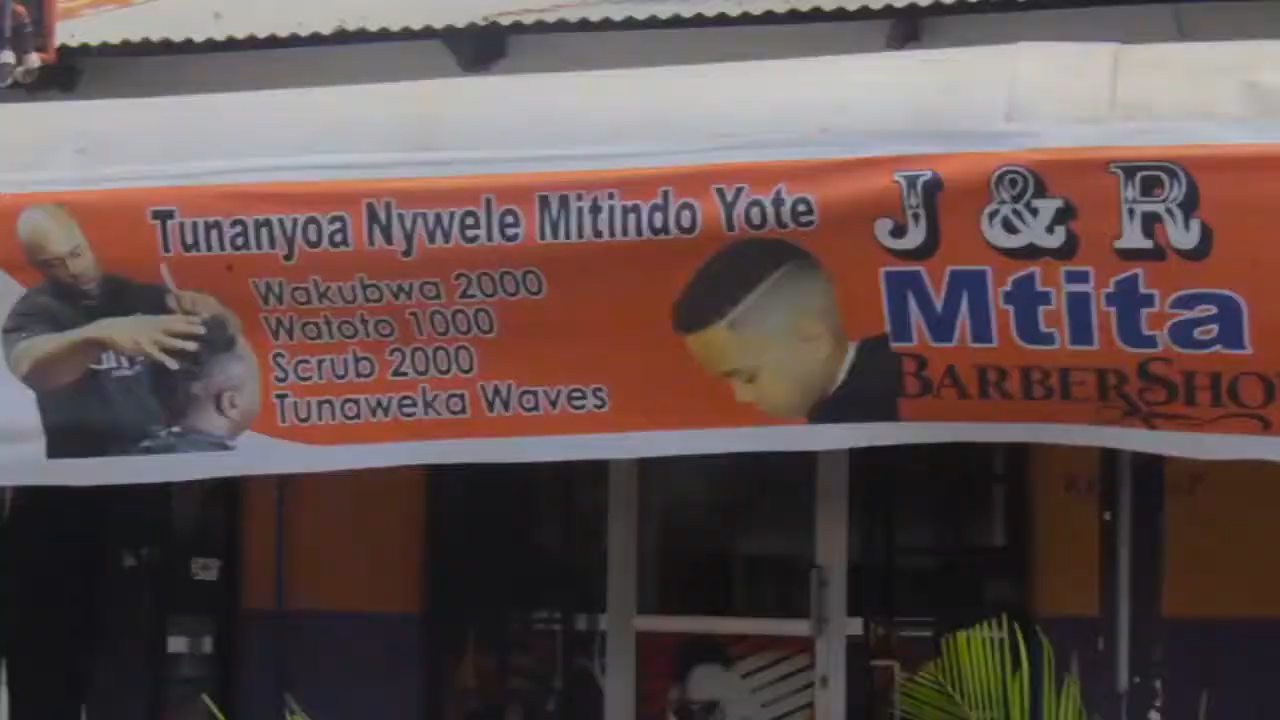 Tunanyoa Nywele Mitindo Yote
Wakubwa 2000
Watoto 1000
Scrub 2000
Tunaweka Waves
J & R
Mtita
BARBERSHO